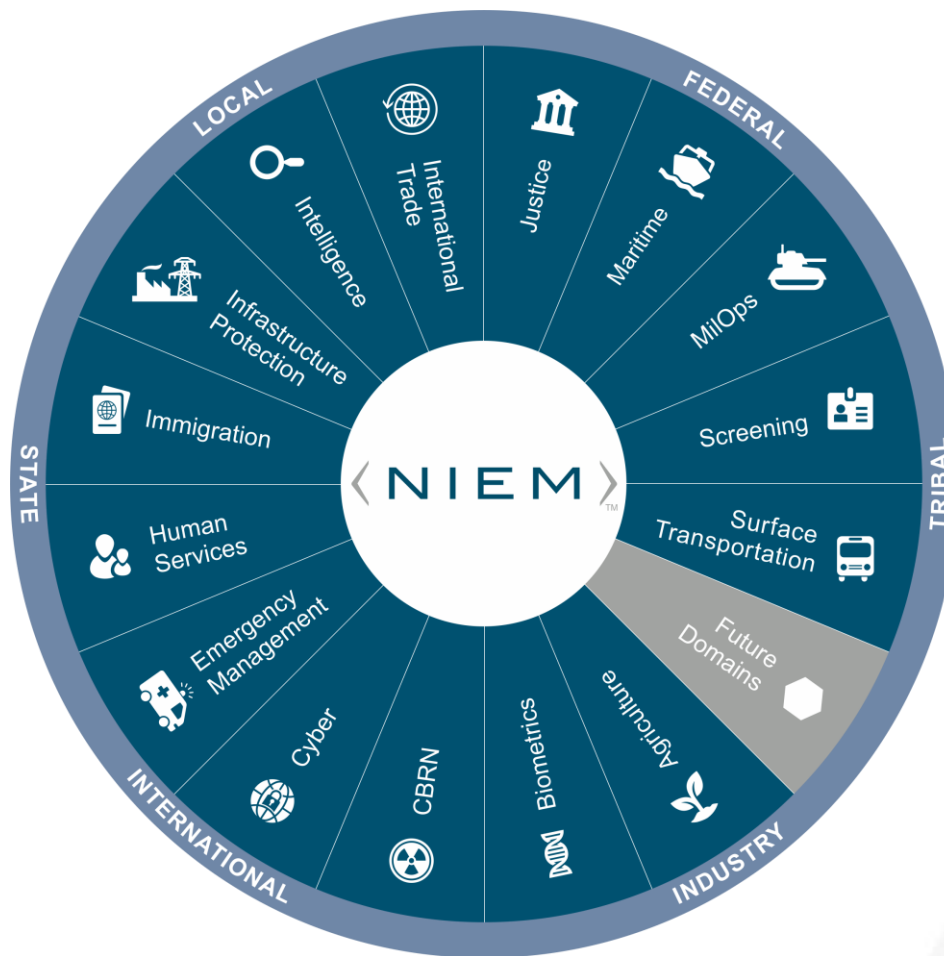 LOCAL
FEDERAL
TRIBAL
INDUSTRY
INTERNATIONAL
STATE
International
Trade
Justice
Maritime
MilOps
Screening
Surface
Transportation
Future
Domains
Agriculture
Biometrics
CBRN
Cyber
Emergency
Management
Human
Services
Immigration
Infrastructure
Protection
Intelligence
<NIEM>
TM